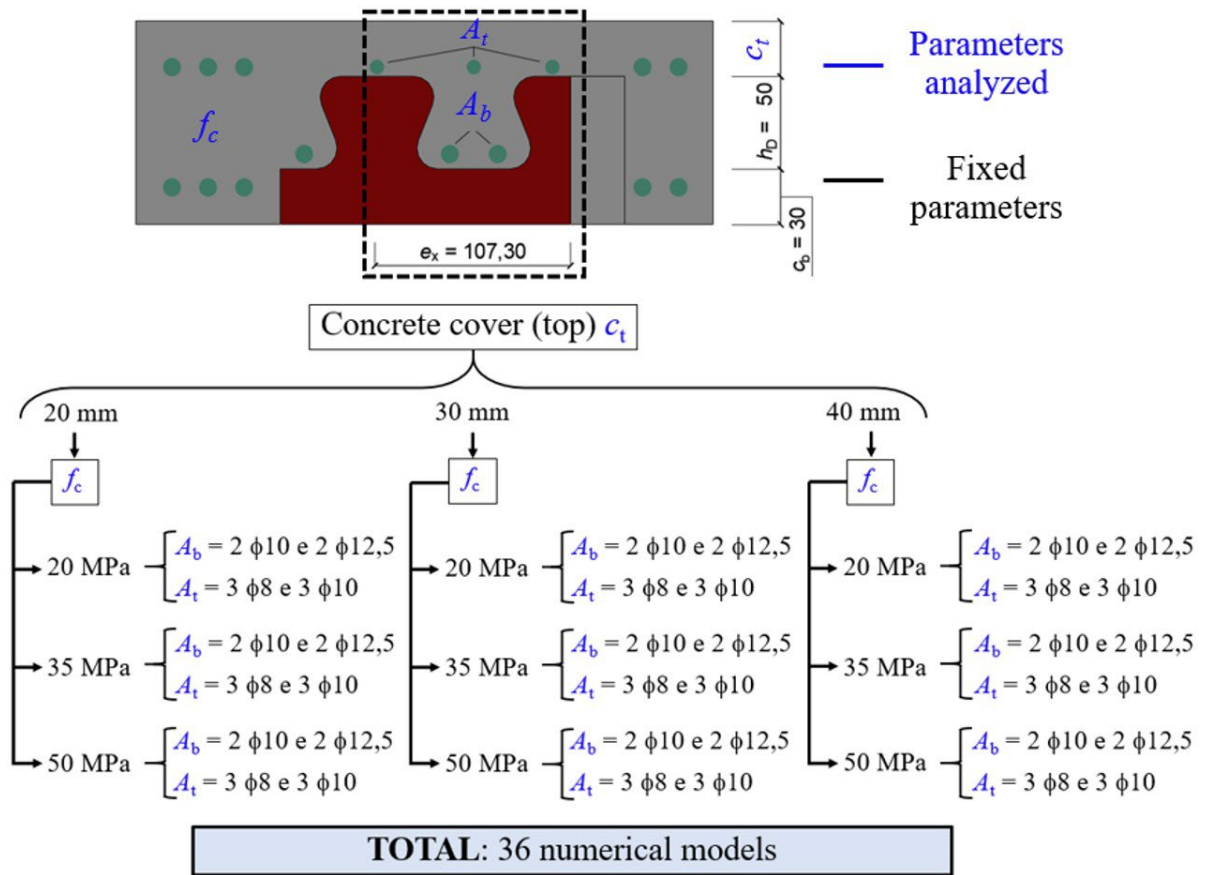 A_t
A_b
f_c
c_t
h_D = 50
c_b = 30
e_x = 107,30
Parameters
analyzed
Fixed
parameters
Concrete cover (top) c_t
20 mm
30 mm
40 mm
f_c
f_c
f_c
20 MPa
A_b = 2 ϕ10 e 2 ϕ12,5
A_t = 3 ϕ8 e 3 ϕ10
35 MPa
A_b = 2 ϕ10 e 2 ϕ12,5
A_t = 3 ϕ8 e 3 ϕ10
50 MPa
A_b = 2 ϕ10 e 2 ϕ12,5
A_t = 3 ϕ8 e 3 ϕ10
20 MPa
A_b = 2 ϕ10 e 2 ϕ12,5
A_t = 3 ϕ8 e 3 ϕ10
35 MPa
A_b = 2 ϕ10 e 2 ϕ12,5
A_t = 3 ϕ8 e 3 ϕ10
50 MPa
A_b = 2 ϕ10 e 2 ϕ12,5
A_t = 3 ϕ8 e 3 ϕ10
20 MPa
A_b = 2 ϕ10 e 2 ϕ12,5
A_t = 3 ϕ8 e 3 ϕ10
35 MPa
A_b = 2 ϕ10 e 2 ϕ12,5
A_t = 3 ϕ8 e 3 ϕ10
50 MPa
A_b = 2 ϕ10 e 2 ϕ12,5
A_t = 3 ϕ8 e 3 ϕ10
TOTAL: 36 numerical models